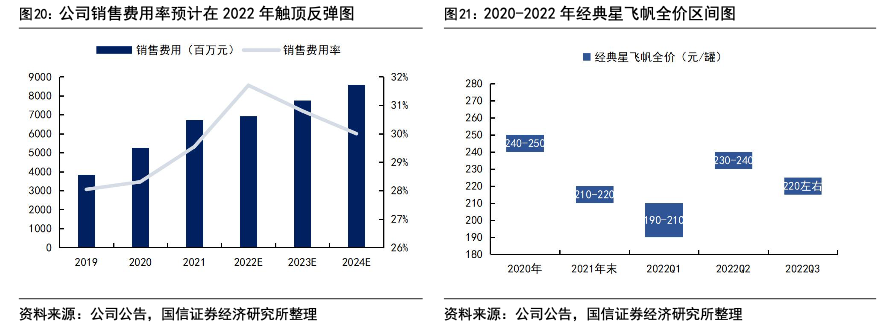 图20：公司销售费用率预计在 2022 年触顶反弹图
销售费用（百万元）
销售费用率
9000
8000
7000
6000
5000
4000
3000
2000
1000
0
32%
31%
30%
29%
28%
27%
26%
2019
2020
2021
2022E
2023E
2024E
资料来源：公司公告，国信证券经济研究所整理
图21：2020-2022 年经典星飞帆全价区间图
经典星飞帆全价（元/罐）
280
270
260
250
240
230
220
210
200
190
180
240-250
210-220
190-210
230-240
220左右
2020年
2021年末
2022Q1
2022Q2
2022Q3
资料来源：公司公告，国信证券经济研究所整理